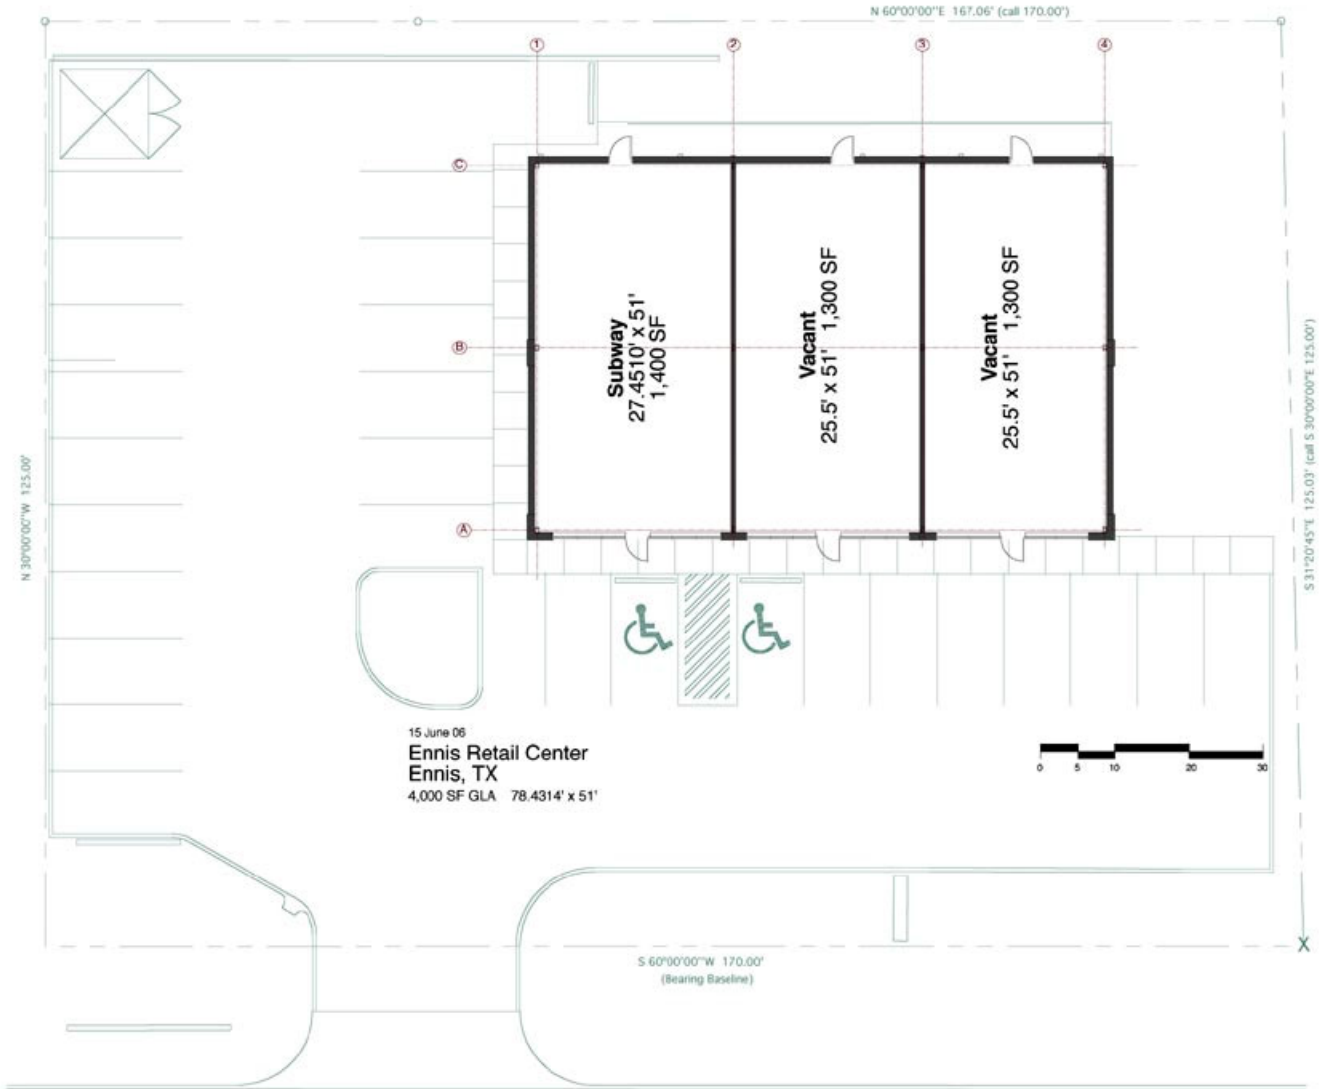 N 60°00'00"E 167.06' (call 170.00')
1
2
3
4
C
B
A
Subway
27.4510' x 51'
1,400 SF
Vacant
25.5' x 51' 1,300 SF
Vacant
25.5' x 51' 1,300 SF
N 30°00'00"W 125.00'
S 31°20'45"E 125.03' (call S 30°00'00"E 125.00')
15 June 06
Ennis Retail Center
Ennis, TX
4,000 SF GLA 78.4314' x 51'
0 5 10 20 30
S 60°00'00"W 170.00'
(Bearing Baseline)
X